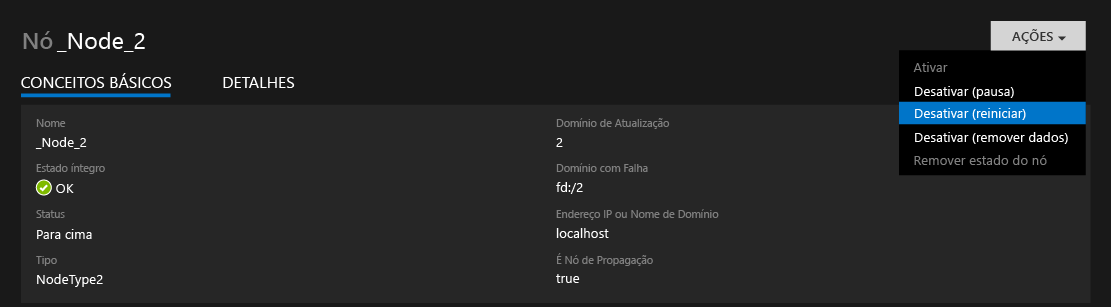 Nó _Node_2
AÇÕES
Ativar
Desativar (pausa)
Desativar (reiniciar)
Desativar (remover dados)
Remover estado do nó
CONCEITOS BÁSICOS
DETALHES
Nome
_Node_2
Estado íntegro
OK
Status
Para cima
Tipo
NodeType2
Domínio de Atualização
2
Domínio com Falha
fd:/2
Endereço IP ou Nome de Domínio
localhost
É Nó de Propagação
true